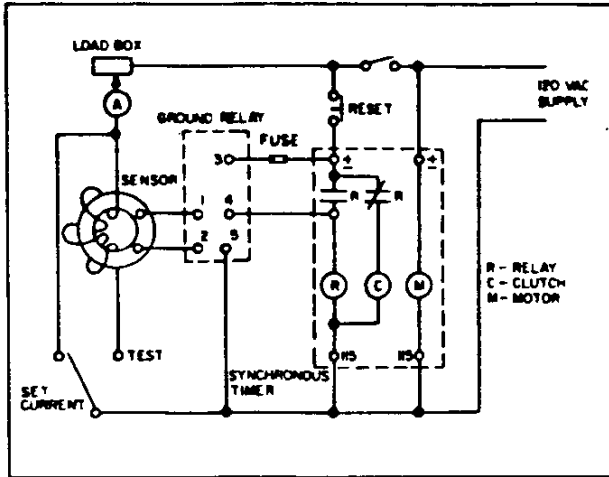 LOAD BOX
A
GROUND RELAY
RESET
120 VAC
SUPPLY
FUSE
3
±
±
SENSOR
1
4
R
R
2
5
R
C
M
R - RELAY
C - CLUTCH
M - MOTOR
TEST
115
115
SYNCHRONOUS
TIMER
SET
CURRENT